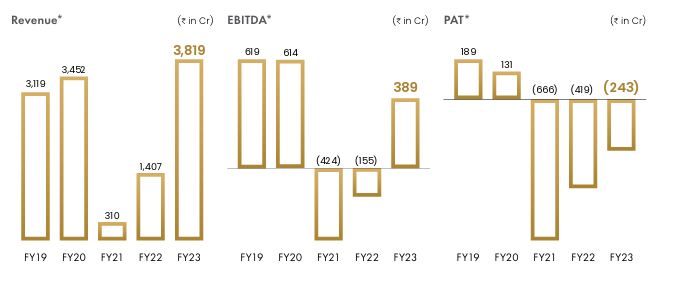 Revenue* (₹ in Cr)
3,119
3,452
310
1,407
3,819
FY19 FY20 FY21 FY22 FY23
EBITDA* (₹ in Cr)
619
614
(424)
(155)
389
FY19 FY20 FY21 FY22 FY23
PAT* (₹ in Cr)
189
131
(666)
(419)
(243)
FY19 FY20 FY21 FY22 FY23